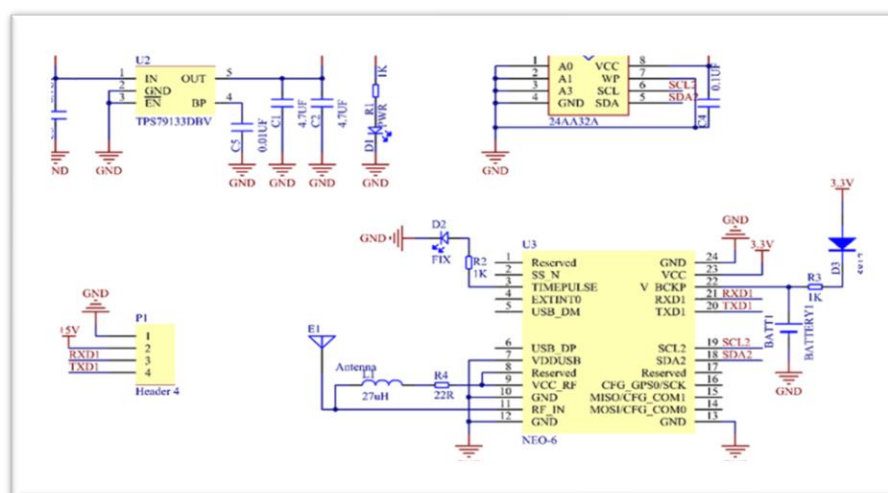 U2
1 IN OUT 5
2 GND
3 EN BP 4
TPS79133DBV
C5
0.01UF
C1
4.7UF
C2
4.7UF
1K
R1
PWR
D1
ND
GND
GND
GND
GND
GND
1 A0 VCC 8
2 A1 WP 7
3 A3 SCL 6 SCL2
4 GND SDA 5 SDA2
24AA32A
0.1UF
C4
GND
GND
D2
FIX
R2
1K
U3
1 Reserved GND 24
2 SS_N VCC 23
3 TIMEPULSE V_BCKP 22
4 EXTINT0 RXD1 21 RXD1
5 USB_DM TXD1 20 TXD1
6 USB_DP SCL2 19 SCL2
7 VDDUSB SDA2 18 SDA2
8 Reserved Reserved 17
9 VCC_RF CFG_GPS0/SCK 16
10 GND MISO/CFG_COM1 15
11 RF_IN MOSI/CFG_COM0 14
12 GND GND 13
NEO-6
GND
3.3V
3.3V
D3
R3
1K
BATT1
BATTERY1
GND
GND
P1
+5V
RXD1
TXD1
1
2
3
4
Header 4
E1
Antenna
L1
27uH
R4
22R